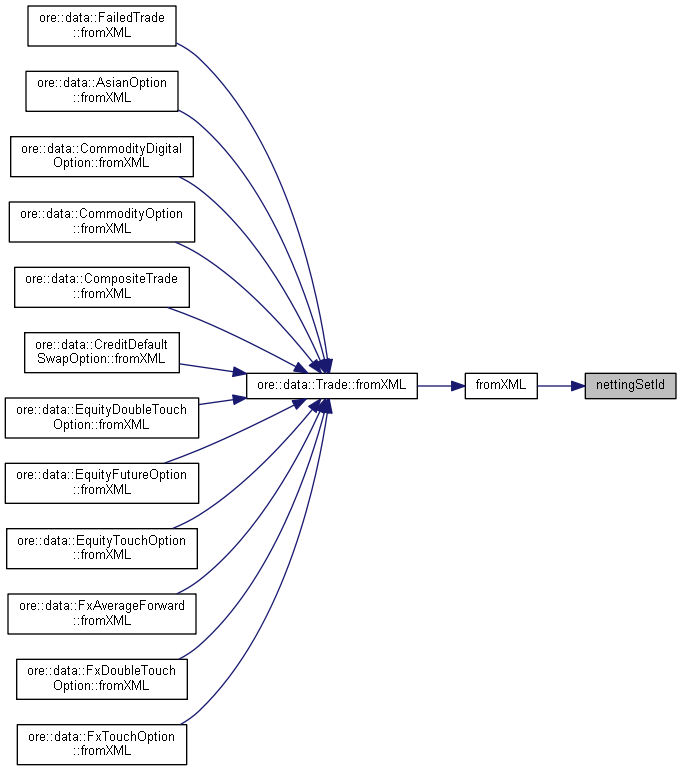 ore::data::FailedTrade
::fromXML
ore::data::AsianOption
::fromXML
ore::data::CommodityDigital
Option::fromXML
ore::data::CommodityOption
::fromXML
ore::data::CompositeTrade
::fromXML
ore::data::CreditDefault
SwapOption::fromXML
ore::data::Trade::fromXML
fromXML
nettingSetId
ore::data::EquityDoubleTouch
Option::fromXML
ore::data::EquityFutureOption
::fromXML
ore::data::EquityTouchOption
::fromXML
ore::data::FxAverageForward
::fromXML
ore::data::FxDoubleTouch
Option::fromXML
ore::data::FxTouchOption
::fromXML